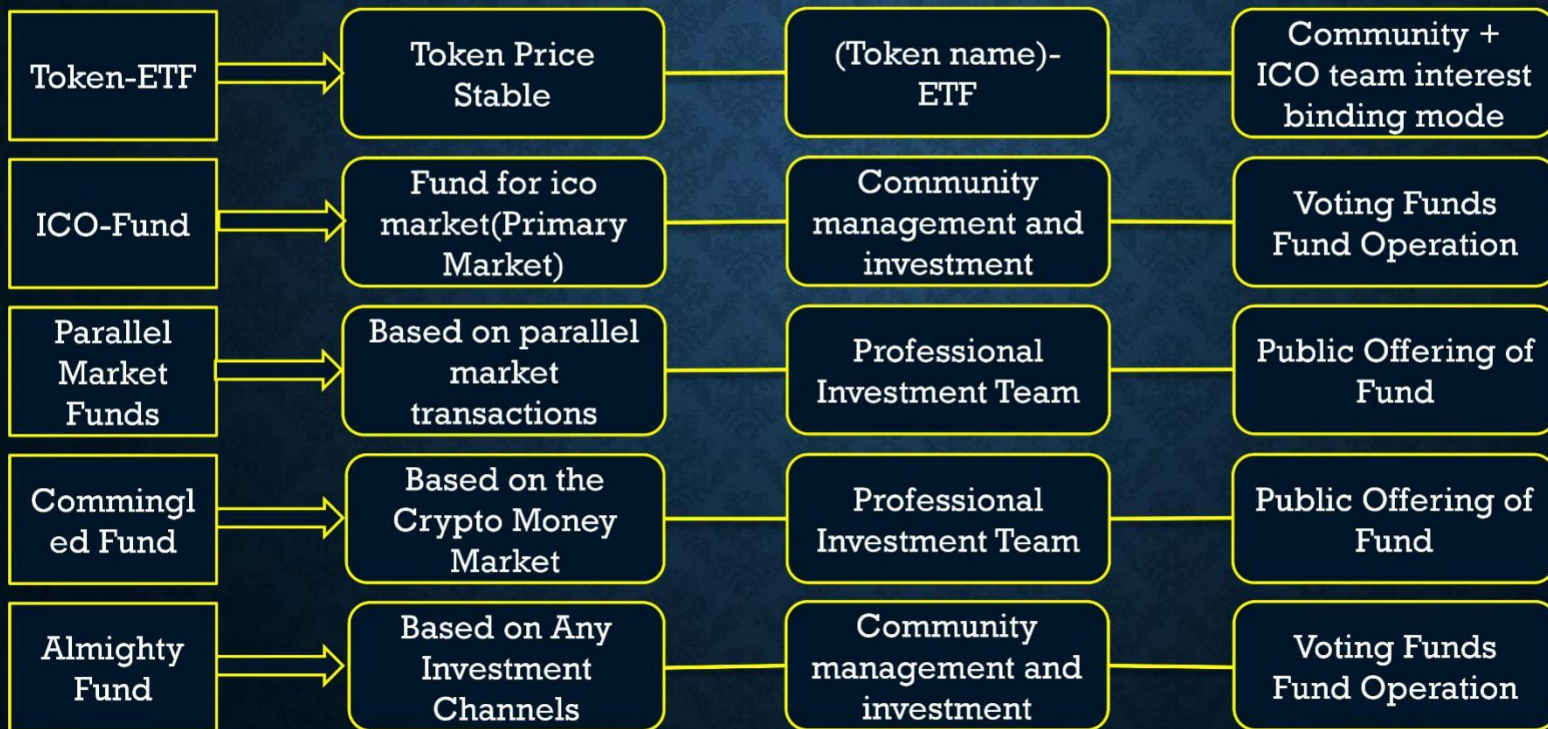 Token-ETF
Token Price
Stable
(Token name)-
ETF
Community +
ICO team interest
binding mode
ICO-Fund
Fund for ico
market(Primary
Market)
Community
management and
investment
Voting Funds
Fund Operation
Parallel
Market
Funds
Based on parallel
market
transactions
Professional
Investment Team
Public Offering of
Fund
Commingl
ed Fund
Based on the
Crypto Money
Market
Professional
Investment Team
Public Offering of
Fund
Almighty
Fund
Based on Any
Investment
Channels
Community
management and
investment
Voting Funds
Fund Operation